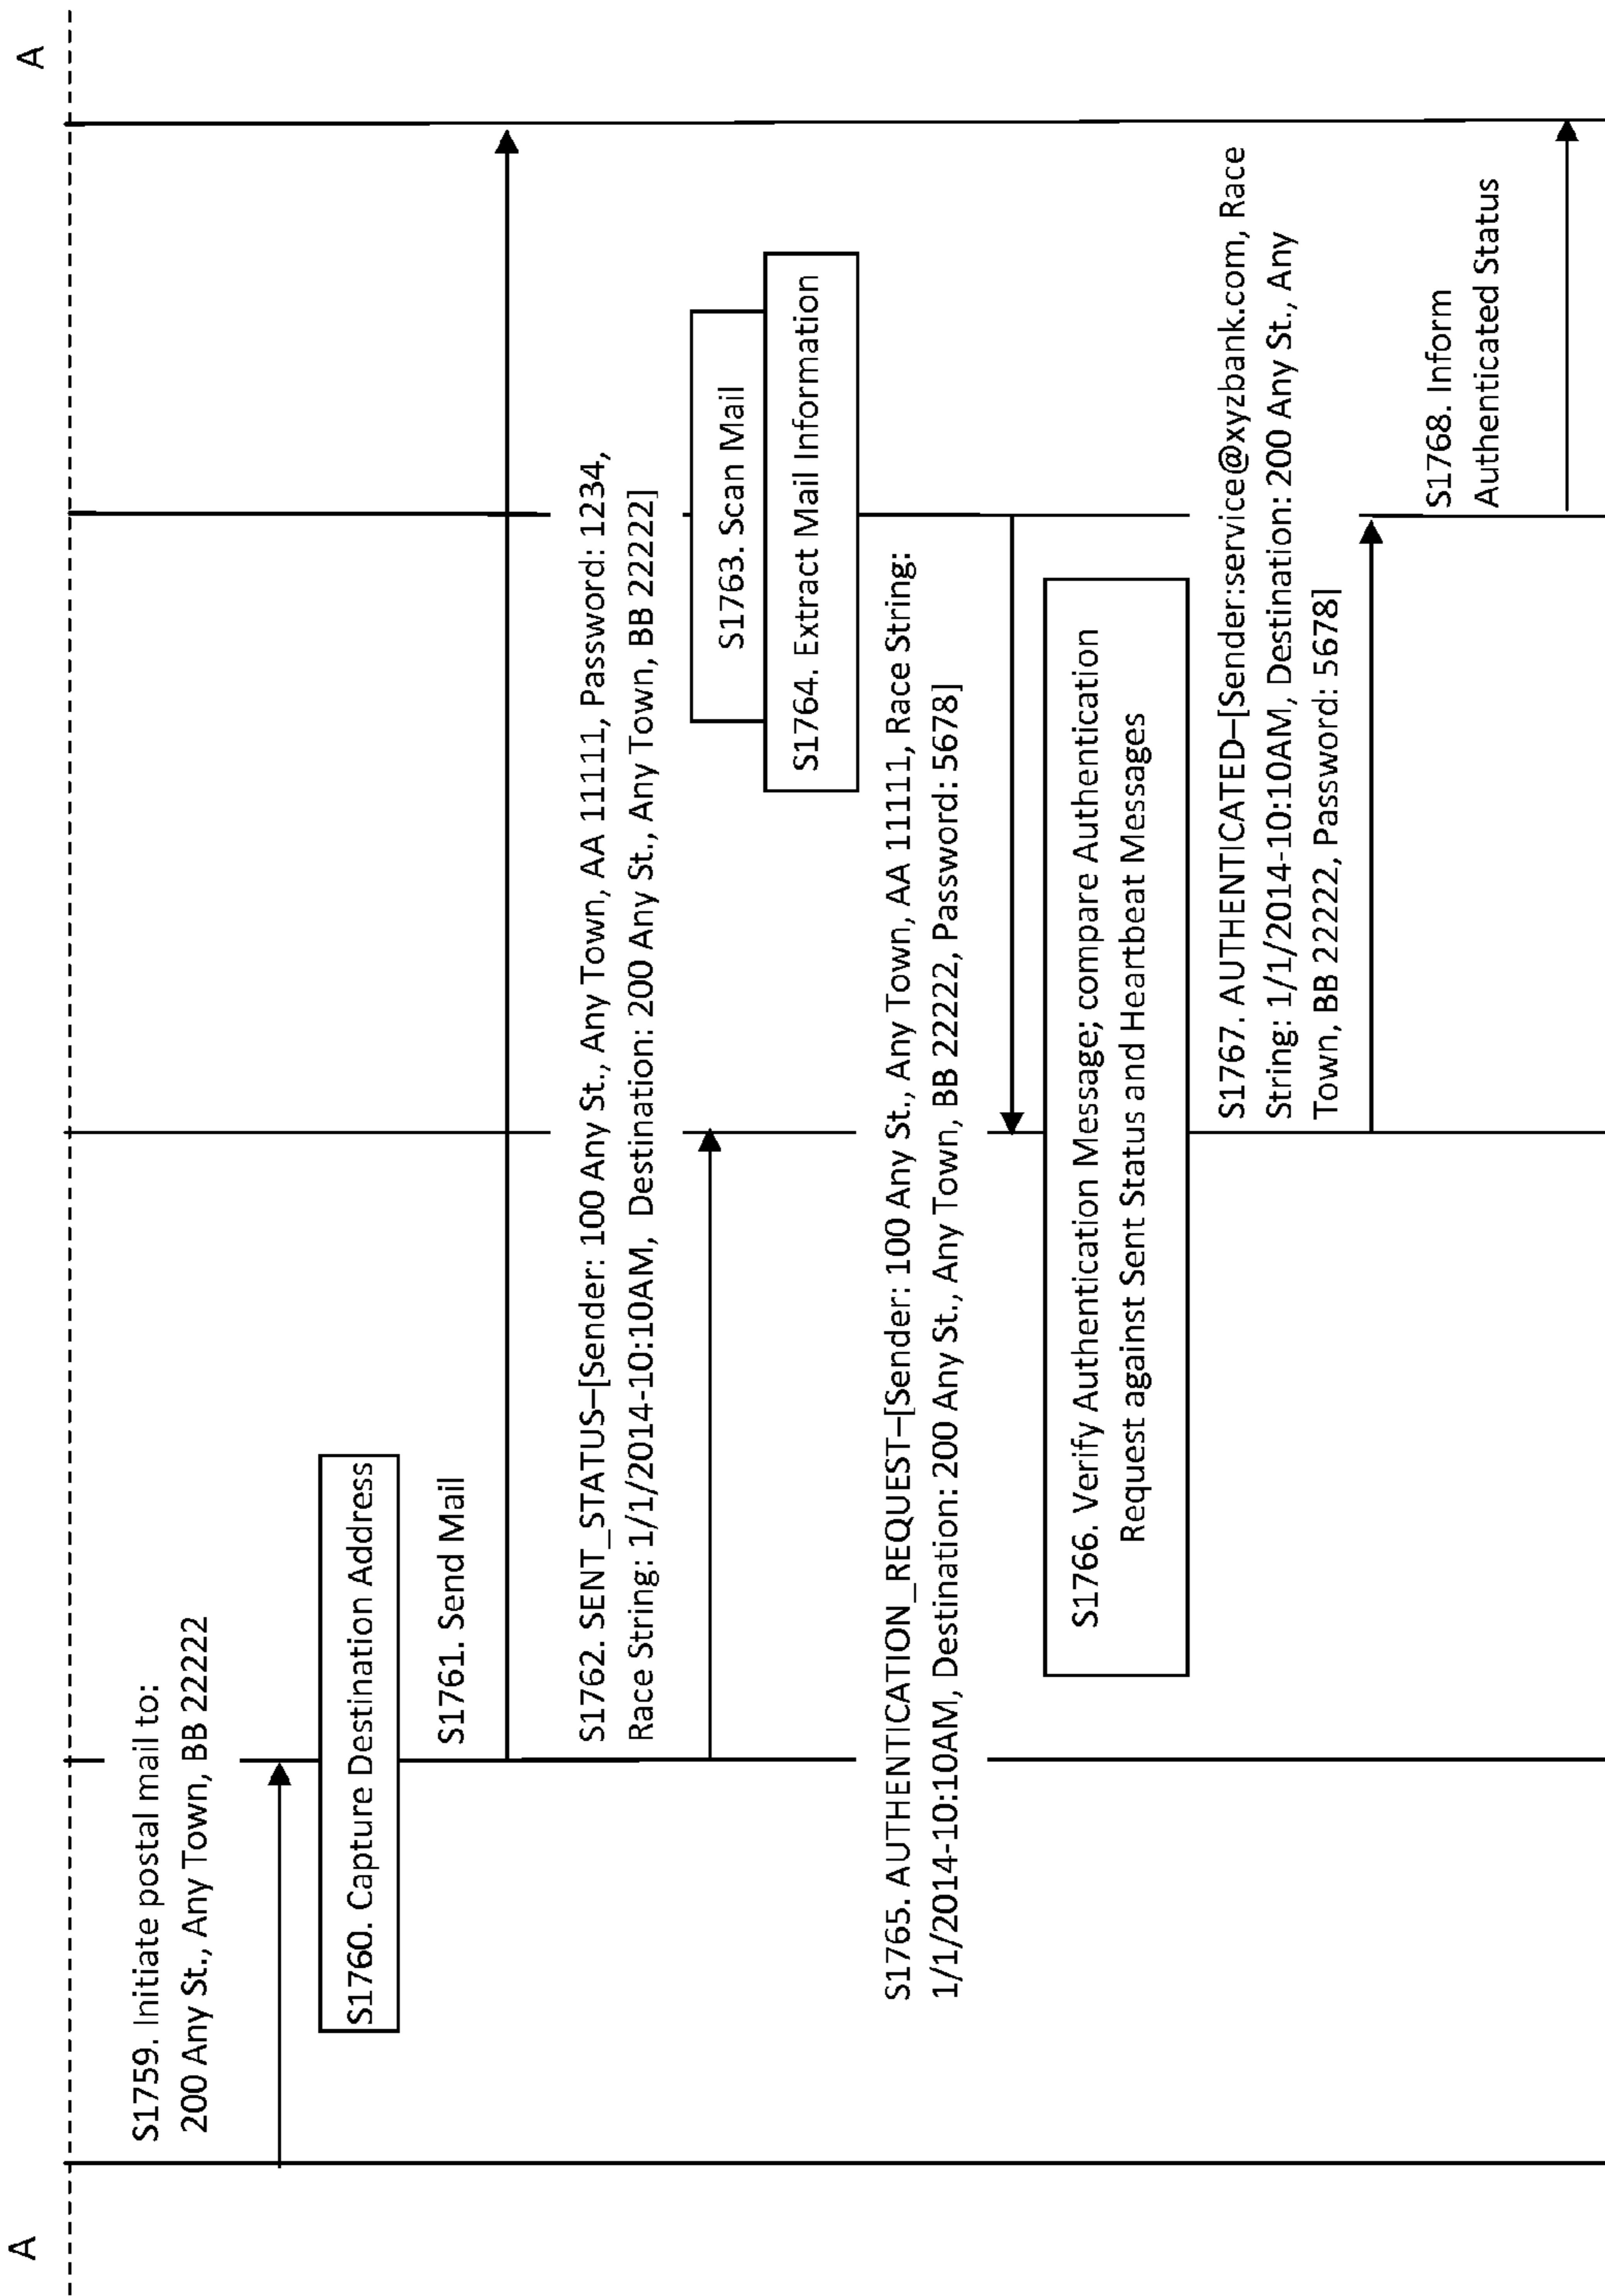 A
A
S1759. Initiate postal mail to:
200 Any St., Any Town, BB 22222
S1760. Capture Destination Address
S1761. Send Mail
S1762. SENT_STATUS–[Sender: 100 Any St., Any Town, AA 11111, Password: 1234,
Race String: 1/1/2014-10:10AM, Destination: 200 Any St., Any Town, BB 22222]
S1763. Scan Mail
S1764. Extract Mail Information
S1765. AUTHENTICATION_REQUEST–[Sender: 100 Any St., Any Town, AA 11111, Race String:
1/1/2014-10:10AM, Destination: 200 Any St., Any Town, BB 22222, Password: 5678]
S1766. Verify Authentication Message; compare Authentication
Request against Sent Status and Heartbeat Messages
S1767. AUTHENTICATED–[Sender:service@xyzbank.com, Race
String: 1/1/2014-10:10AM, Destination: 200 Any St., Any
Town, BB 22222, Password: 5678]
S1768. Inform
Authenticated Status